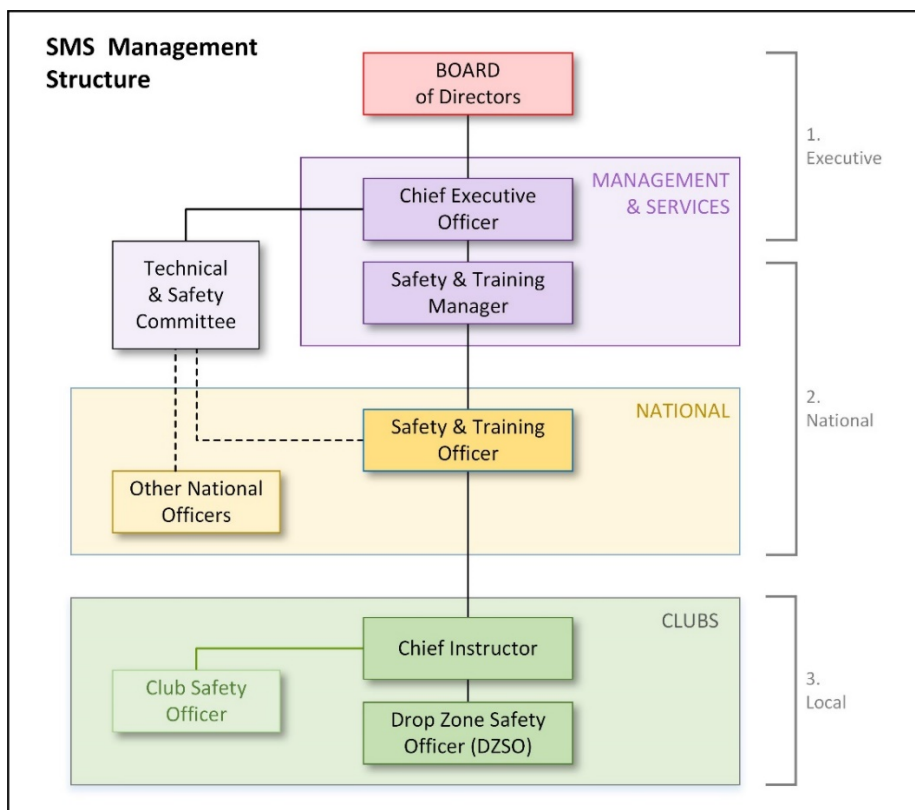 SMS Management
Structure
BOARD
of Directors
1.
Executive
MANAGEMENT
& SERVICES
Chief Executive
Officer
Technical
& Safety
Committee
Safety & Training
Manager
2.
National
NATIONAL
Safety & Training
Officer
Other National
Officers
CLUBS
Chief Instructor
Club Safety
Officer
3.
Local
Drop Zone Safety
Officer (DZSO)